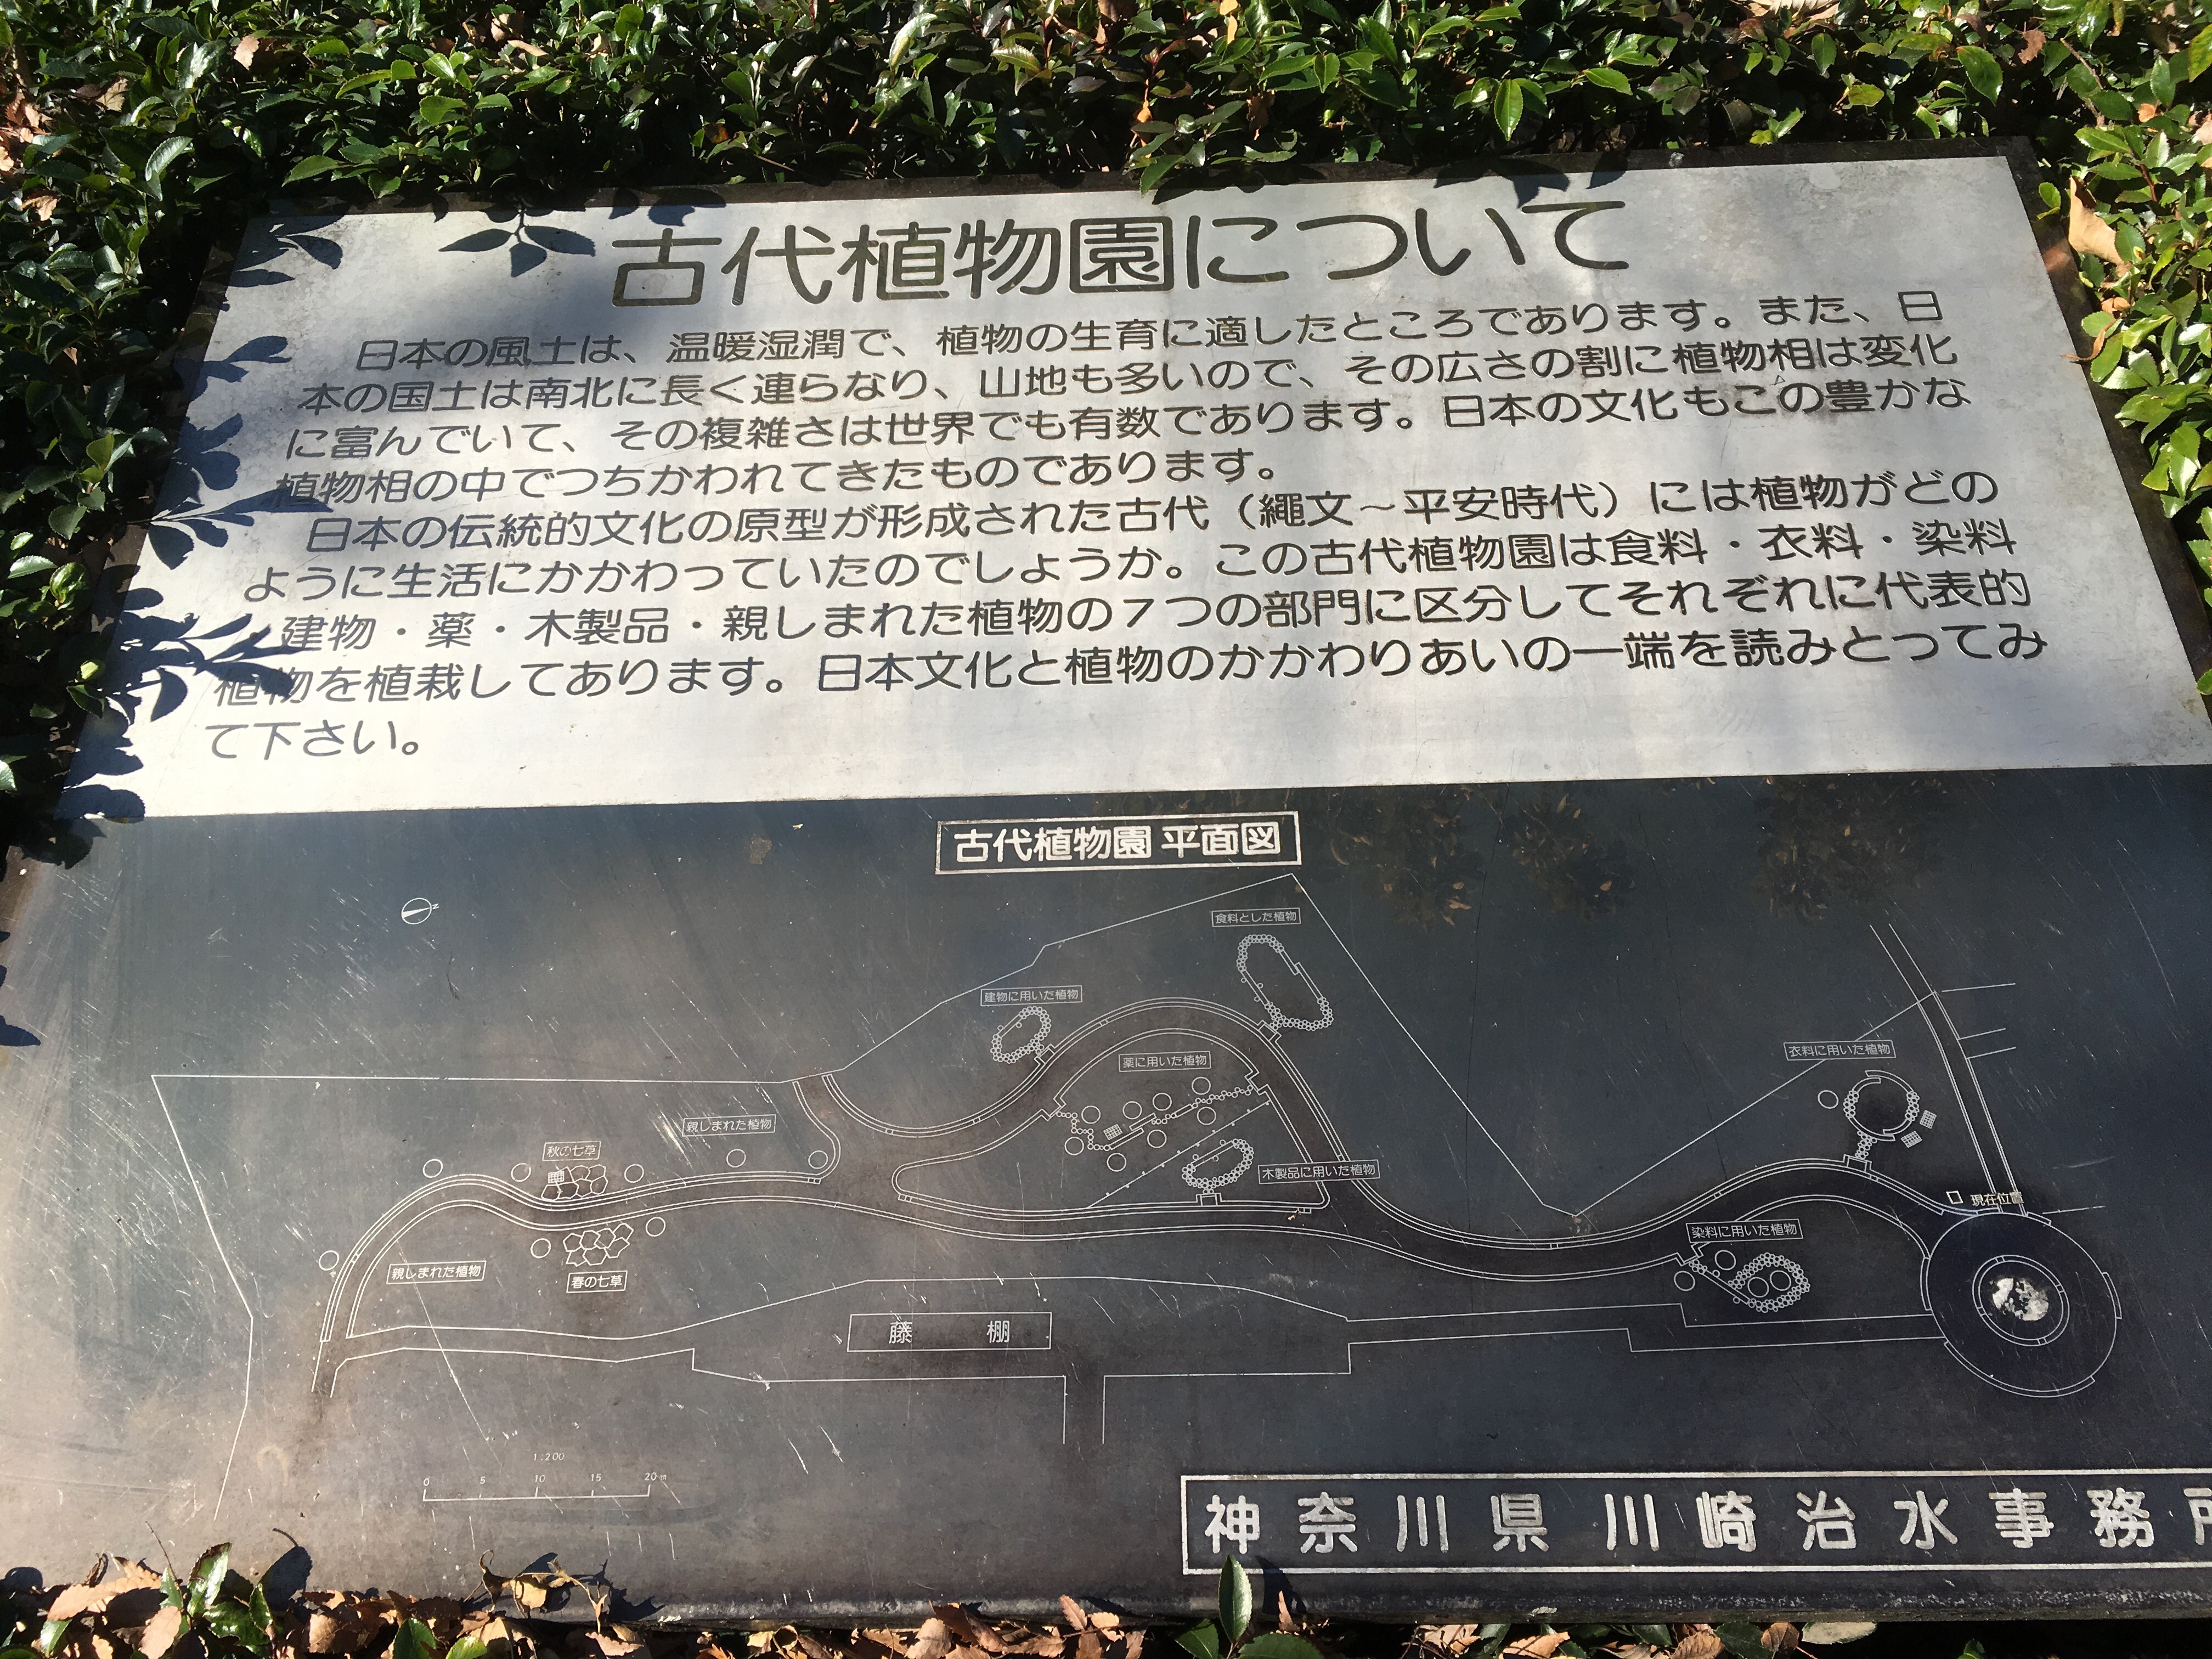 古代植物園について
日本の風土は、温暖湿潤で、植物の生育に適したところであります。また、日
本の国土は南北に長く連らなり、山地も多いので、その広さの割に植物相は変化
に富んでいて、その複雑さは世界でも有数であります。日本の文化もこの豊かな
植物相の中でつちかわれてきたものであります。
日本の伝統的文化の原型が形成された古代（縄文～平安時代）には植物がどの
ように生活にかかわっていたのでしょうか。この古代植物園は食料・衣料・染料
・建物・薬・木製品・親しまれた植物の7つの部門に区分してそれぞれに代表的
植物を植栽してあります。日本文化と植物のかかわりあいの一端を読みとってみ
て下さい。
古代植物園 平面図
N
食料とした植物
建物に用いた植物
薬に用いた植物
衣料に用いた植物
親しまれた植物
秋の七草
木製品に用いた植物
現在位置
染料に用いた植物
親しまれた植物
春の七草
藤棚
1:200
0 5 10 15 20m
神奈川県川崎治水事務所